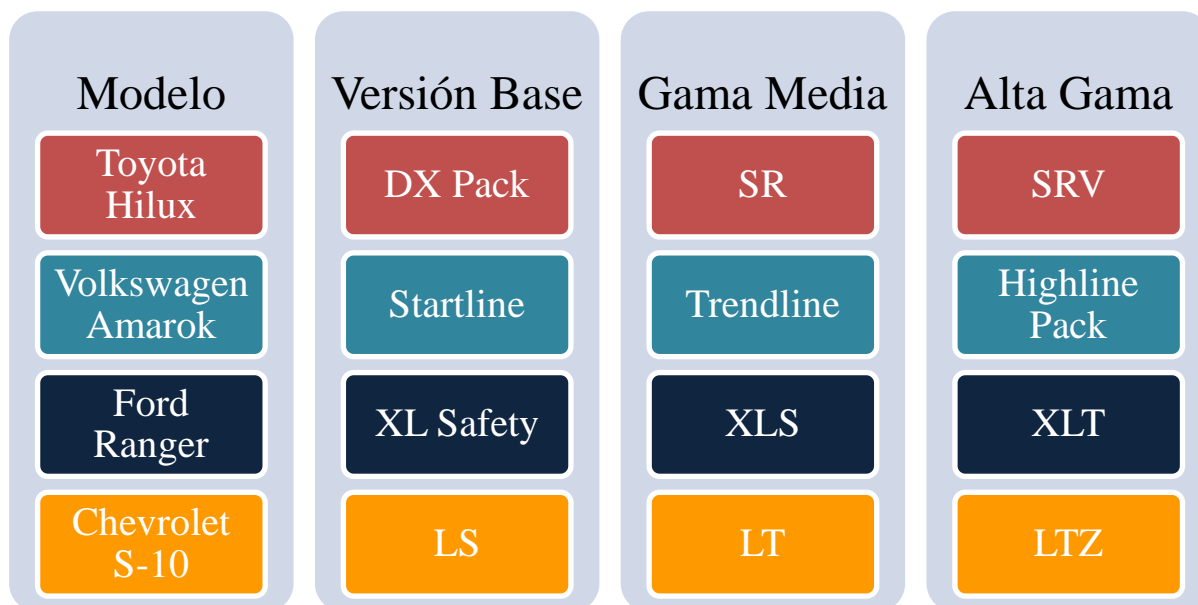 Modelo
Versión Base
Gama Media
Alta Gama
Toyota
Hilux
DX Pack
SR
SRV
Volkswagen
Amarok
Startline
Trendline
Highline
Pack
Ford
Ranger
XL Safety
XLS
XLT
Chevrolet
S-10
LS
LT
LTZ